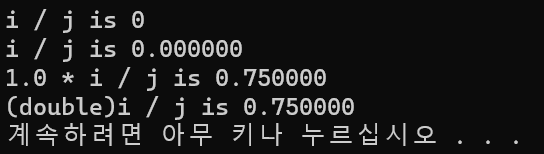 i / j is 0
i / j is 0.000000
1.0 * i / j is 0.750000
(double)i / j is 0.750000
계속하려면 아무 키나 누르십시오 . . .